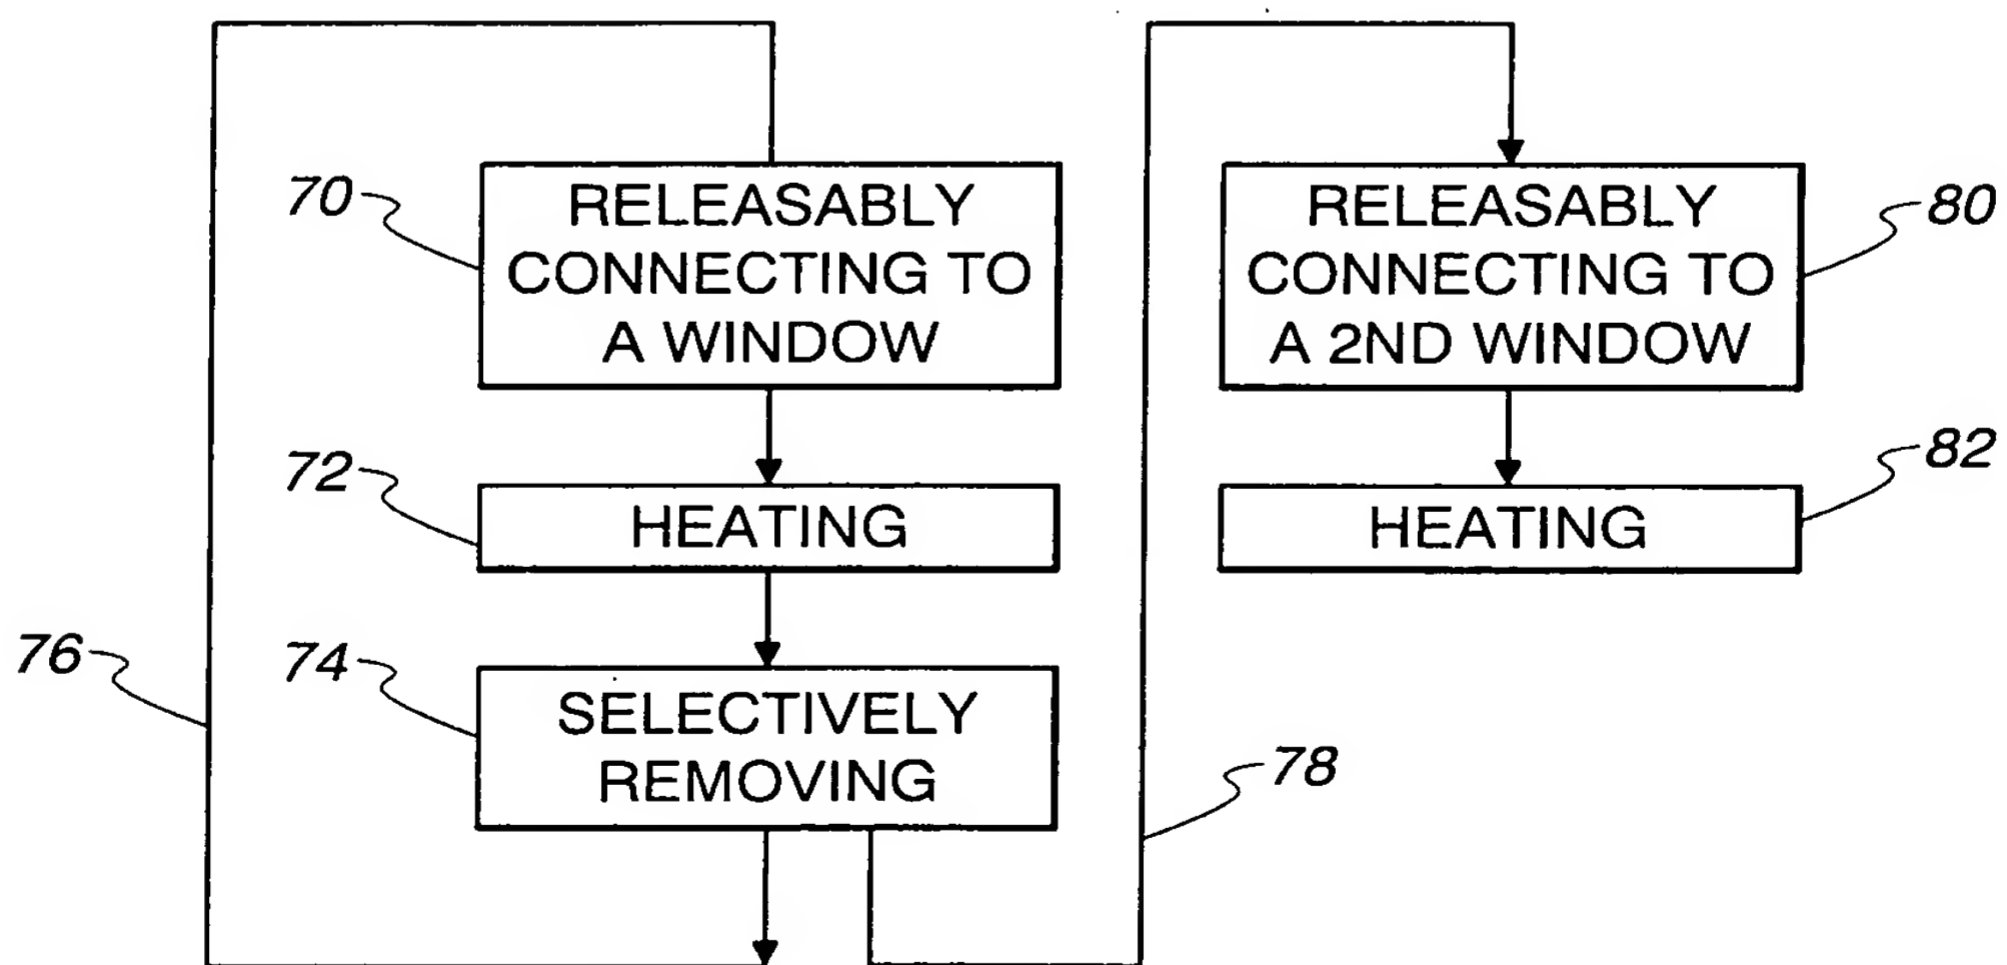 70
RELEASABLY
CONNECTING TO
A WINDOW
72
HEATING
76
74
SELECTIVELY
REMOVING
78
RELEASABLY
CONNECTING TO
A 2ND WINDOW
80
HEATING
82